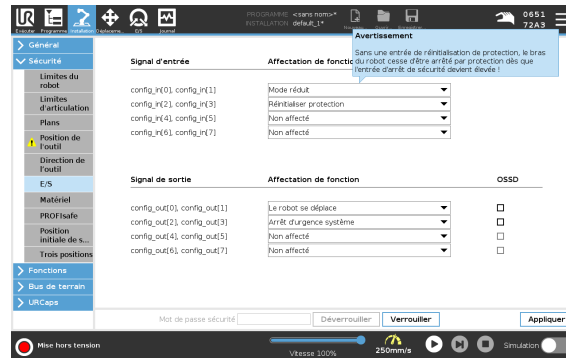 Exécuter Programme Installation Déplaceme... E/S Journal
PROGRAMME <sans nom>*
INSTALLATION default_1*
Nouveau... Ouvrir... Enregistrer...
0651
72A3
Général
Sécurité
Limites du
robot
Limites
d'articulation
Plans
Position de
l'outil
Direction de
l'outil
E/S
Matériel
PROFIsafe
Position
initiale de s...
Trois positions
Fonctions
Bus de terrain
URCaps
Avertissement
Sans une entrée de réinitialisation de protection, le bras
du robot cesse d'être arrêté par protection dès que
l'entrée d'arrêt de sécurité devient élevée !
Signal d'entrée Affectation de fonction
config_in[0], config_in[1] Mode réduit
config_in[2], config_in[3] Réinitialiser protection
config_in[4], config_in[5] Non affecté
config_in[6], config_in[7] Non affecté
Signal de sortie Affectation de fonction OSSD
config_out[0], config_out[1] Le robot se déplace
config_out[2], config_out[3] Arrêt d'urgence système
config_out[4], config_out[5] Non affecté
config_out[6], config_out[7] Non affecté
Mot de passe sécurité Déverrouiller Verrouiller Appliquer
Mise hors tension
Vitesse 100%
250mm/s
Simulation